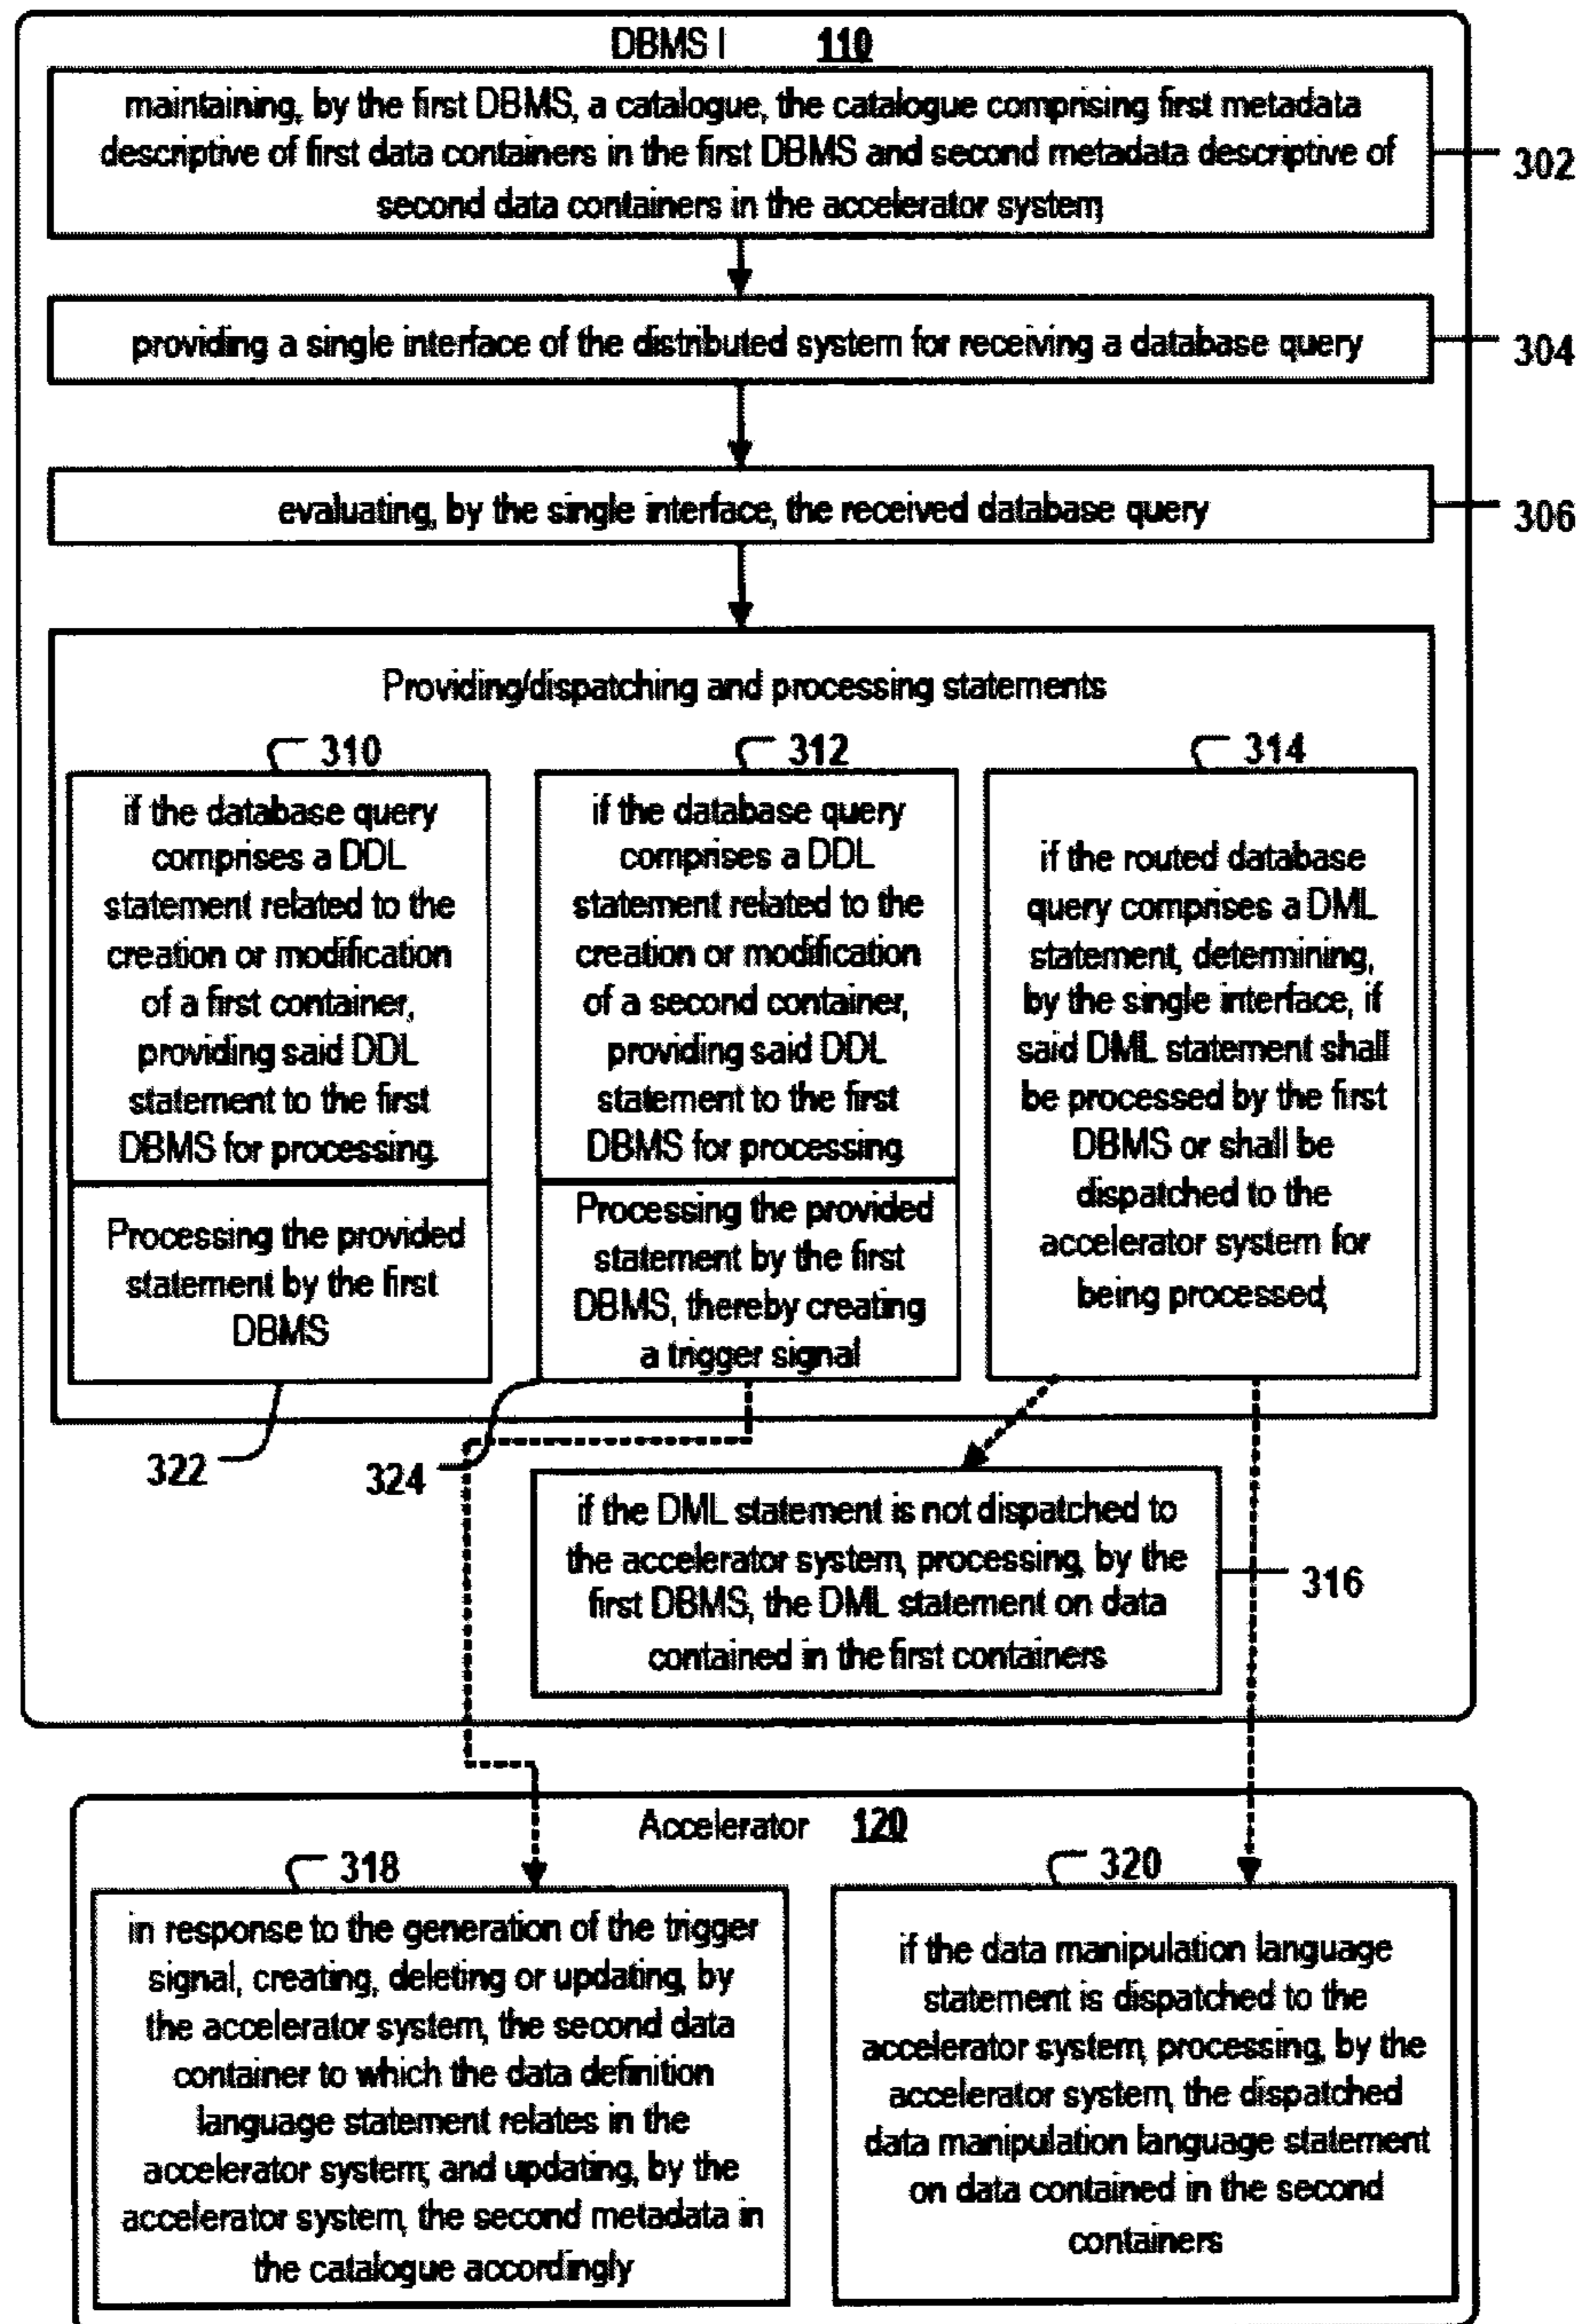 DBMS I 110
maintaining, by the first DBMS, a catalogue, the catalogue comprising first metadata
descriptive of first data containers in the first DBMS and second metadata descriptive of
second data containers in the accelerator system;
302
providing a single interface of the distributed system for receiving a database query
304
evaluating, by the single interface, the received database query
306
Providing/dispatching and processing statements
310
if the database query
comprises a DDL
statement related to the
creation or modification
of a first container,
providing said DDL
statement to the first
DBMS for processing.
Processing the provided
statement by the first
DBMS
322
312
if the database query
comprises a DDL
statement related to the
creation or modification
of a second container,
providing said DDL
statement to the first
DBMS for processing
Processing the provided
statement by the first
DBMS, thereby creating
a trigger signal
324
314
if the routed database
query comprises a DML
statement, determining,
by the single interface, if
said DML statement shall
be processed by the first
DBMS or shall be
dispatched to the
accelerator system for
being processed;
if the DML statement is not dispatched to
the accelerator system, processing, by the
first DBMS, the DML statement on data
contained in the first containers
316
Accelerator 120
318
in response to the generation of the trigger
signal, creating, deleting or updating, by
the accelerator system, the second data
container to which the data definition
language statement relates in the
accelerator system; and updating, by the
accelerator system, the second metadata in
the catalogue accordingly
320
if the data manipulation language
statement is dispatched to the
accelerator system, processing, by the
accelerator system, the dispatched
data manipulation language statement
on data contained in the second
containers